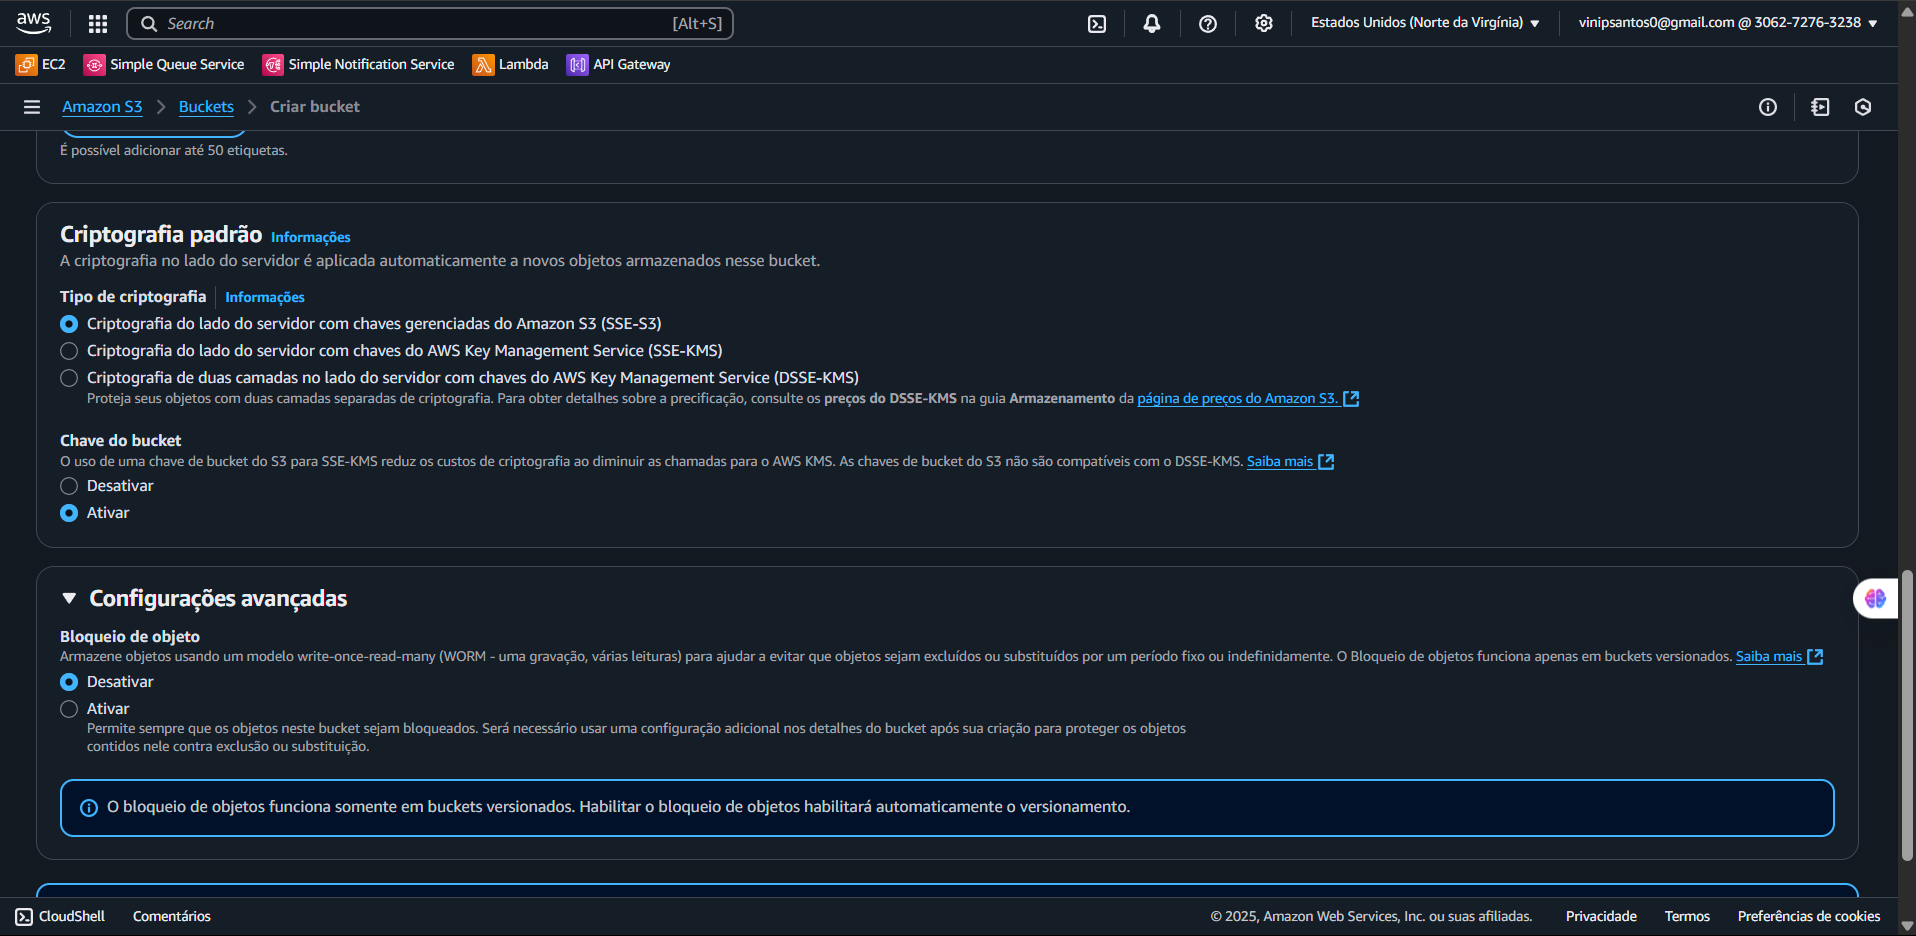 aws
Search
[Alt+S]
Estados Unidos (Norte da Virgínia)
vinipsantos0@gmail.com @ 3062-7276-3238
EC2
Simple Queue Service
Simple Notification Service
Lambda
API Gateway
Amazon S3
Buckets
Criar bucket
É possível adicionar até 50 etiquetas.
Criptografia padrão Informações
A criptografia no lado do servidor é aplicada automaticamente a novos objetos armazenados nesse bucket.
Tipo de criptografia Informações
Criptografia do lado do servidor com chaves gerenciadas do Amazon S3 (SSE-S3)
Criptografia do lado do servidor com chaves do AWS Key Management Service (SSE-KMS)
Criptografia de duas camadas no lado do servidor com chaves do AWS Key Management Service (DSSE-KMS)
Proteja seus objetos com duas camadas separadas de criptografia. Para obter detalhes sobre a precificação, consulte os preços do DSSE-KMS na guia Armazenamento da página de preços do Amazon S3.
Chave do bucket
O uso de uma chave de bucket do S3 para SSE-KMS reduz os custos de criptografia ao diminuir as chamadas para o AWS KMS. As chaves de bucket do S3 não são compatíveis com o DSSE-KMS. Saiba mais
Desativar
Ativar
Configurações avançadas
Bloqueio de objeto
Armazene objetos usando um modelo write-once-read-many (WORM - uma gravação, várias leituras) para ajudar a evitar que objetos sejam excluídos ou substituídos por um período fixo ou indefinidamente. O Bloqueio de objetos funciona apenas em buckets versionados. Saiba mais
Desativar
Ativar
Permite sempre que os objetos neste bucket sejam bloqueados. Será necessário usar uma configuração adicional nos detalhes do bucket após sua criação para proteger os objetos
contidos nele contra exclusão ou substituição.
O bloqueio de objetos funciona somente em buckets versionados. Habilitar o bloqueio de objetos habilitará automaticamente o versionamento.
CloudShell
Comentários
© 2025, Amazon Web Services, Inc. ou suas afiliadas.
Privacidade
Termos
Preferências de cookies